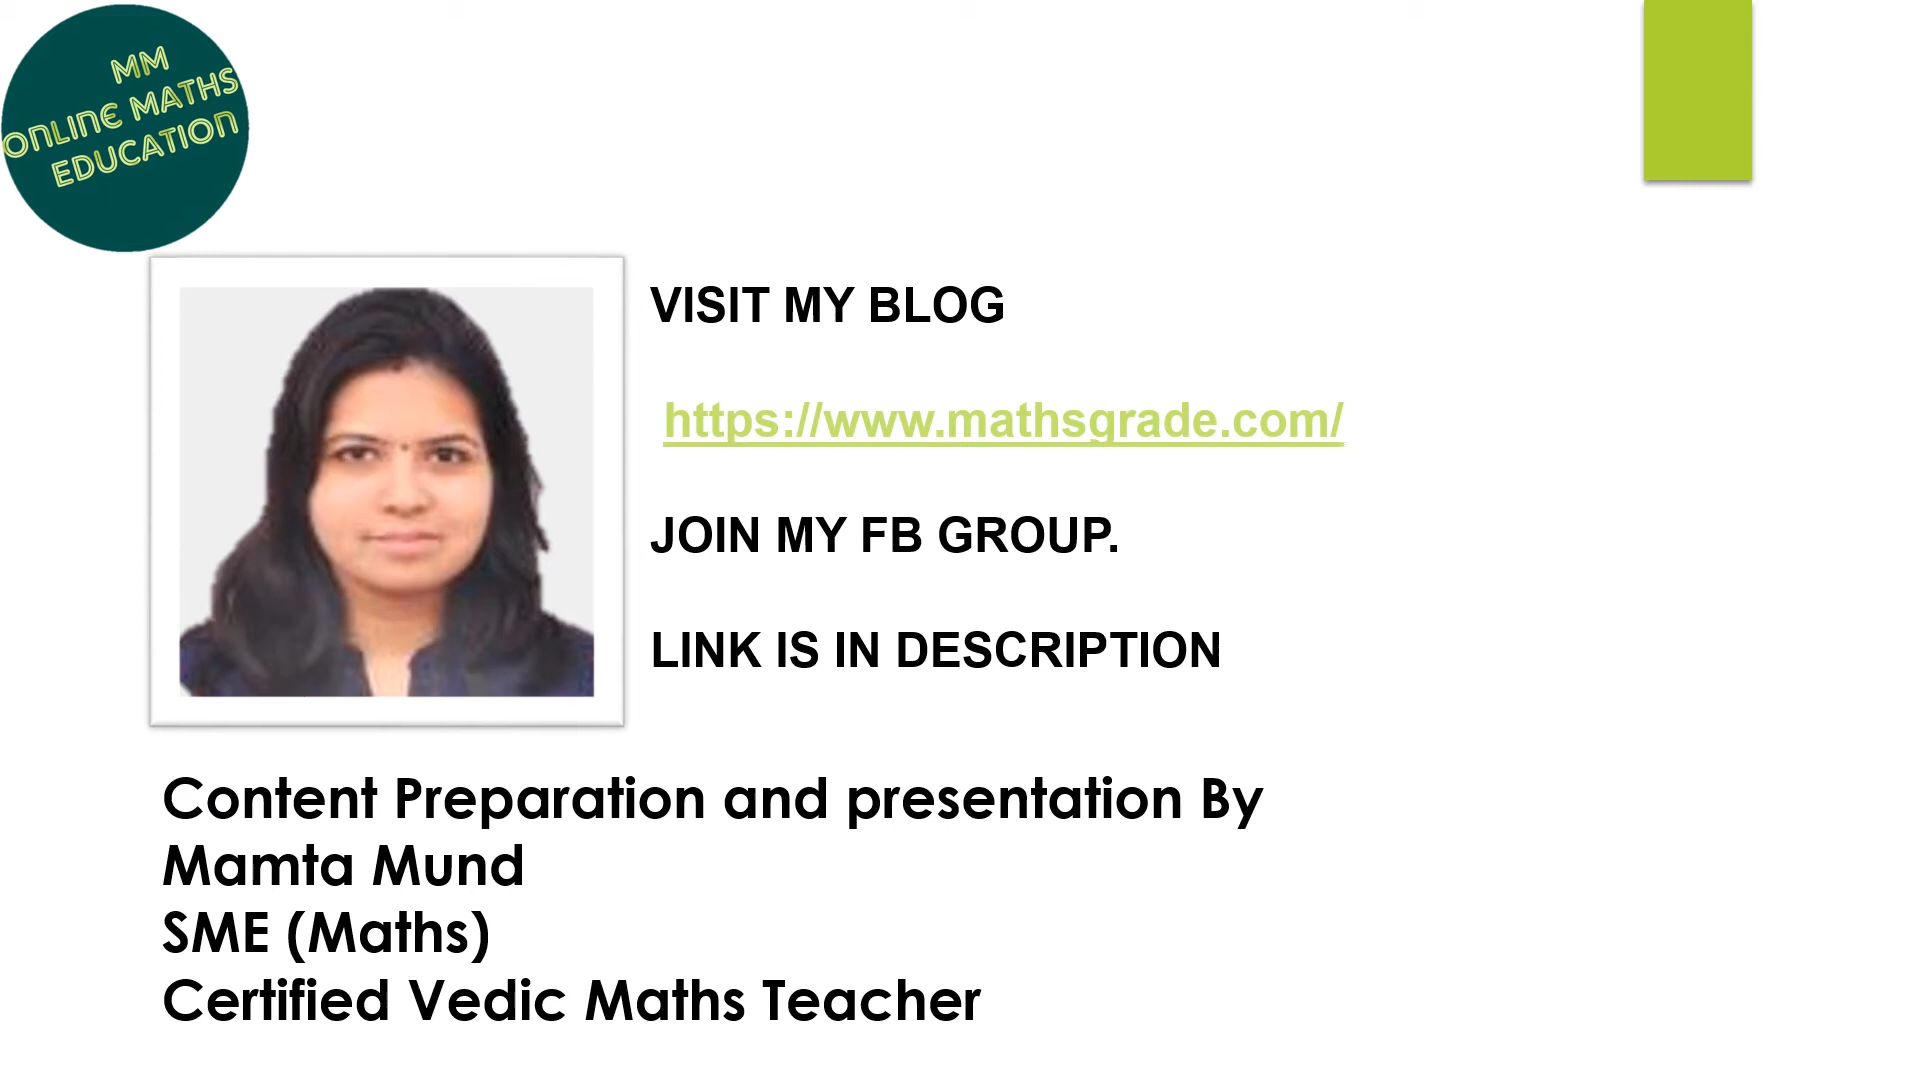 MM
ONLINE MATHS
EDUCATION
VISIT MY BLOG
https://www.mathsgrade.com/
JOIN MY FB GROUP.
LINK IS IN DESCRIPTION
Content Preparation and presentation By
Mamta Mund
SME (Maths)
Certified Vedic Maths Teacher